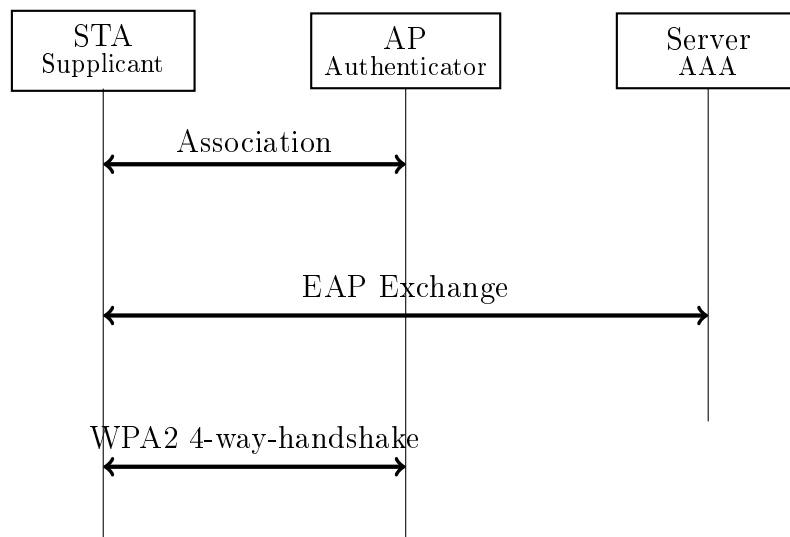 STA
Supplicant
AP
Authenticator
Server
AAA
Association
EAP Exchange
WPA2 4-way-handshake